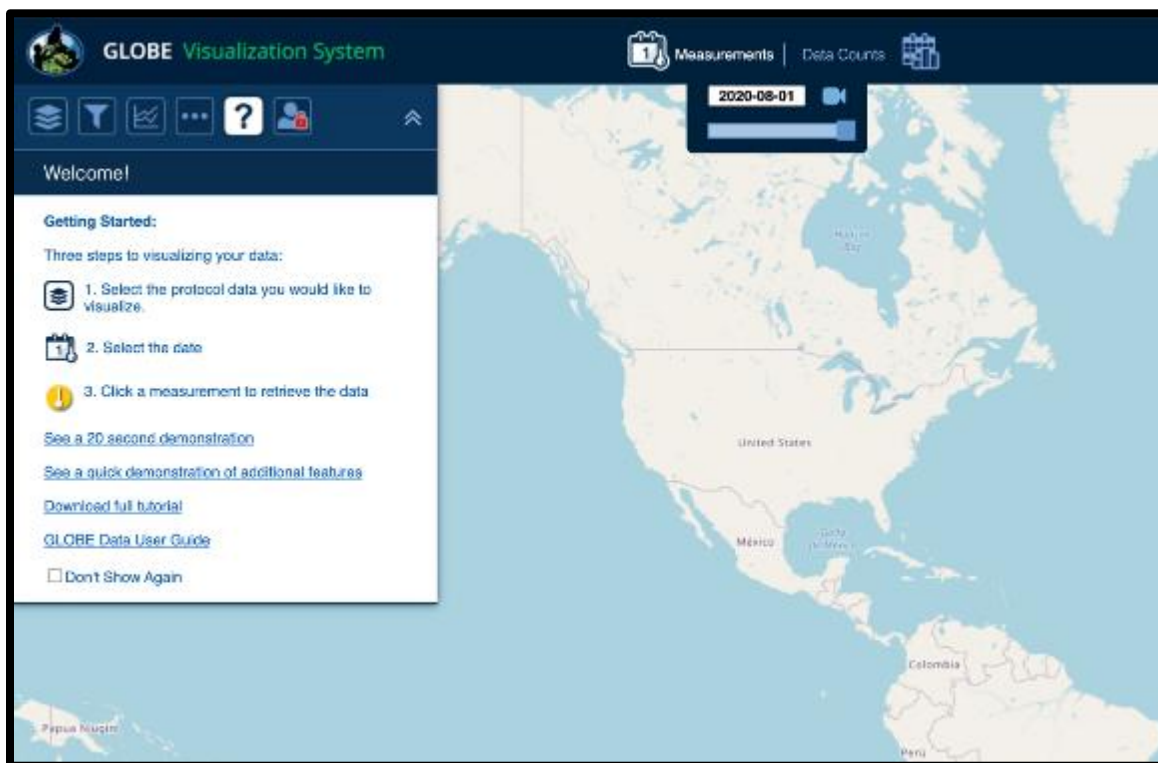 GLOBE Visualization System
1 Measurements | Data Counts
2020-08-01
?
Welcome!
Getting Started:
Three steps to visualizing your data:
1. Select the protocol data you would like to
visualize.
1 2. Select the date
3. Click a measurement to retrieve the data
See a 20 second demonstration
See a quick demonstration of additional features
Download full tutorial
GLOBE Data User Guide
Don't Show Again
United States
México
Colombia
Perú